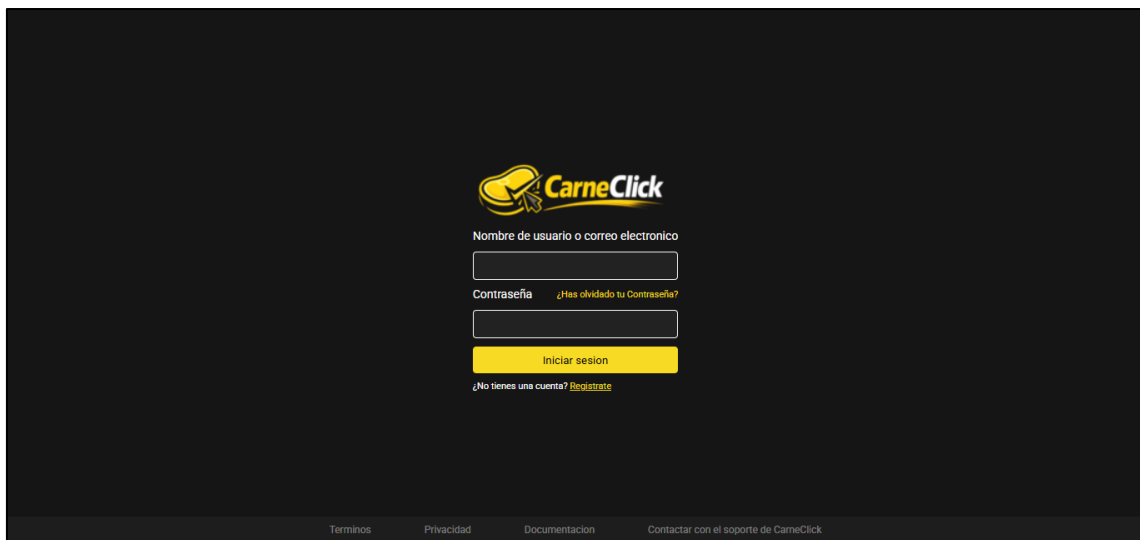 CarneClick
Nombre de usuario o correo electronico
Contraseña ¿Has olvidado tu Contraseña?
Iniciar sesion
¿No tienes una cuenta? Registrate
Terminos Privacidad Documentacion Contactar con el soporte de CarneClick